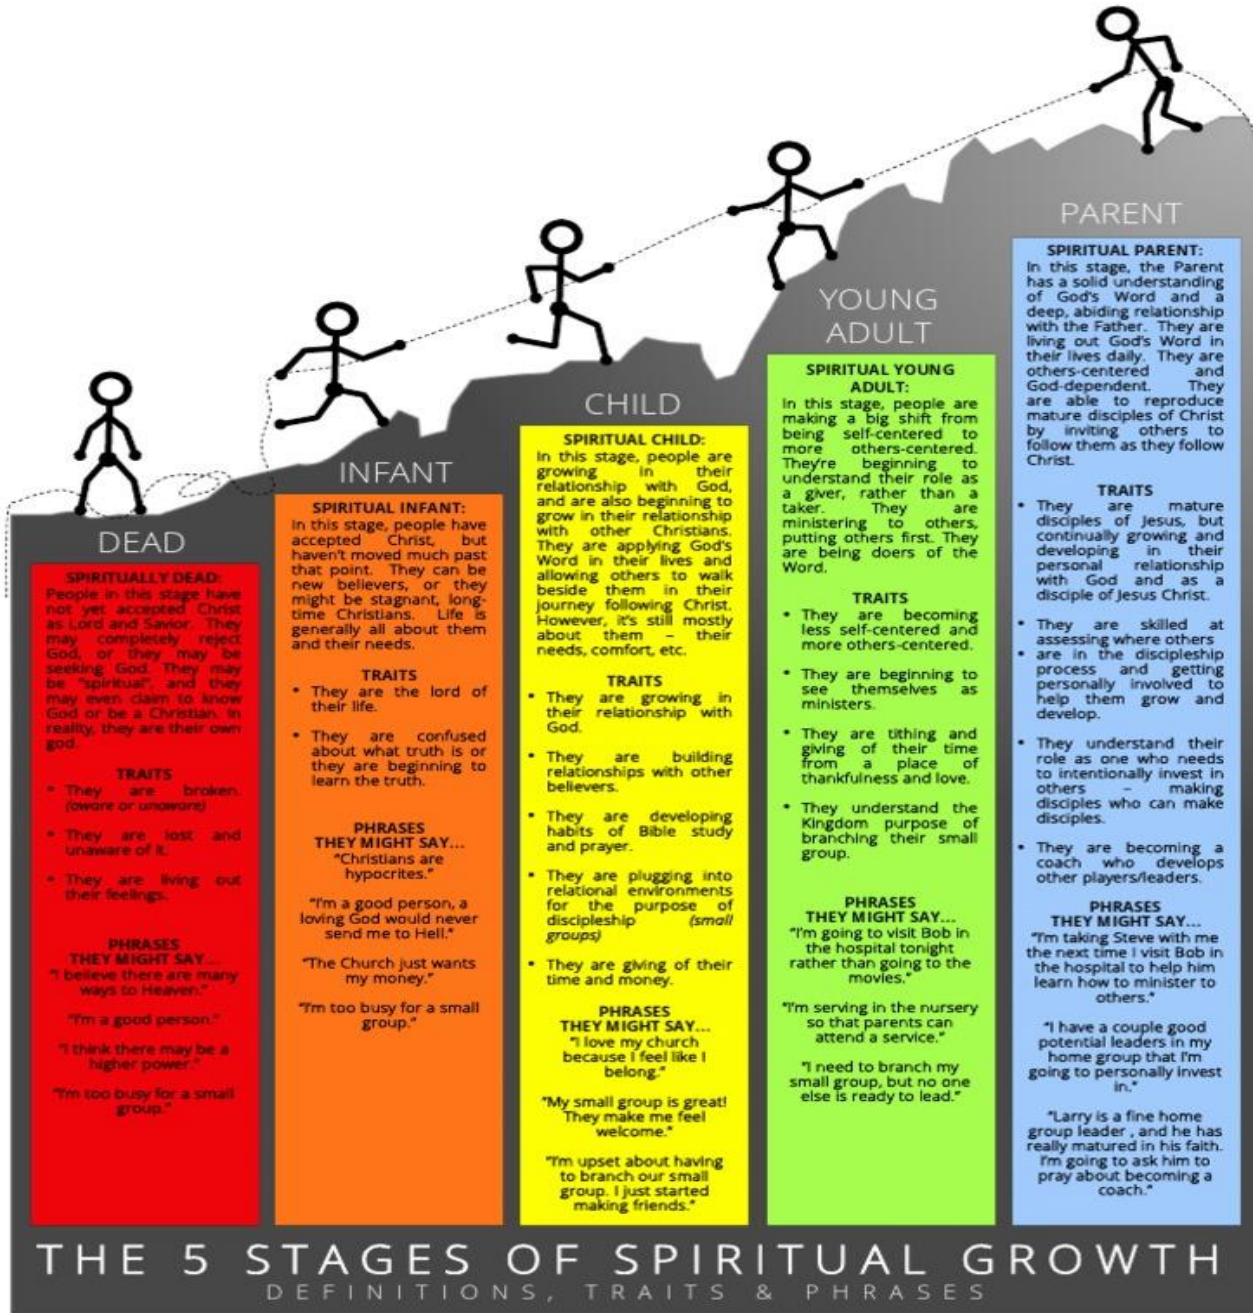 DEAD
SPIRITUALLY DEAD:
People in this stage have
not yet accepted Christ
as Lord and Savior. They
may completely reject
God, or they may be
seeking God. They may
be "spiritual", and they
may even claim to know
God or be a Christian. In
reality, they are their own
god.
TRAITS
• They are broken.
(aware or unaware)
• They are lost and
unaware of it.
• They are living out
their feelings.
PHRASES
THEY MIGHT SAY...
"I believe there are many
ways to Heaven."
"I'm a good person."
"I think there may be a
higher power."
"I'm too busy for a small
group."
INFANT
SPIRITUAL INFANT:
In this stage, people have
accepted Christ, but
haven't moved much past
that point. They can be
new believers, or they
might be stagnant, long-
time Christians. Life is
generally all about them
and their needs.
TRAITS
• They are the lord of
their life.
• They are confused
about what truth is or
they are beginning to
learn the truth.
PHRASES
THEY MIGHT SAY...
"Christians are
hypocrites."
"I'm a good person, a
loving God would never
send me to Hell."
"The Church just wants
my money."
"I'm too busy for a small
group."
CHILD
SPIRITUAL CHILD:
In this stage, people are
growing in their
relationship with God,
and are also beginning to
grow in their relationship
with other Christians.
They are applying God's
Word in their lives and
allowing others to walk
beside them in their
journey following Christ.
However, it's still mostly
about them – their
needs, comfort, etc.
TRAITS
• They are growing in
their relationship with
God.
• They are building
relationships with other
believers.
• They are developing
habits of Bible study
and prayer.
• They are plugging into
relational environments
for the purpose of
discipleship (small
groups)
• They are giving of their
time and money.
PHRASES
THEY MIGHT SAY...
"I love my church
because I feel like I
belong."
"My small group is great!
They make me feel
welcome."
"I'm upset about having
to branch our small
group. I just started
making friends."
YOUNG
ADULT
SPIRITUAL YOUNG
ADULT:
In this stage, people are
making a big shift from
being self-centered to
more others-centered.
They're beginning to
understand their role as
a giver, rather than a
taker. They are
ministering to others,
putting others first. They
are being doers of the
Word.
TRAITS
• They are becoming
less self-centered and
more others-centered.
• They are beginning to
see themselves as
ministers.
• They are tithing and
giving of their time
from a place of
thankfulness and love.
• They understand the
Kingdom purpose of
branching their small
group.
PHRASES
THEY MIGHT SAY...
"I'm going to visit Bob in
the hospital tonight
rather than going to the
movies."
"I'm serving in the nursery
so that parents can
attend a service."
"I need to branch my
small group, but no one
else is ready to lead."
PARENT
SPIRITUAL PARENT:
In this stage, the Parent
has a solid understanding
of God's Word and a
deep, abiding relationship
with the Father. They are
living out God's Word in
their lives daily. They are
others-centered and
God-dependent. They
are able to reproduce
mature disciples of Christ
by inviting others to
follow them as they follow
Christ.
TRAITS
• They are mature
disciples of Jesus, but
continually growing and
developing in their
personal relationship
with God and as a
disciple of Jesus Christ.
• They are skilled at
assessing where others
• are in the discipleship
process and getting
personally involved to
help them grow and
develop.
• They understand their
role as one who needs
to intentionally invest in
others – making
disciples who can make
disciples.
• They are becoming a
coach who develops
other players/leaders.
PHRASES
THEY MIGHT SAY...
"I'm taking Steve with me
the next time I visit Bob in
the hospital to help him
learn how to minister to
others."
"I have a couple good
potential leaders in my
home group that I'm
going to personally invest
in."
"Larry is a fine home
group leader , and he has
really matured in his faith.
I'm going to ask him to
pray about becoming a
coach."
THE 5 STAGES OF SPIRITUAL GROWTH
DEFINITIONS, TRAITS & PHRASES